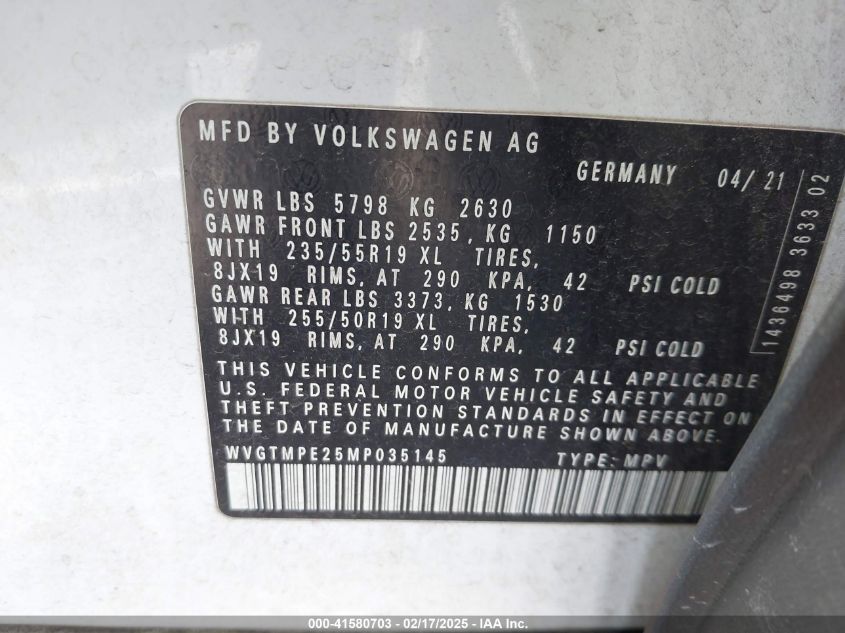 MFD BY VOLKSWAGEN AG
GERMANY 04/21
GVWR LBS 5798 KG 2630
GAWR FRONT LBS 2535, KG 1150
WITH 235/55R19 XL TIRES,
8JX19 RIMS, AT 290 KPA, 42 PSI COLD
GAWR REAR LBS 3373, KG 1530
WITH 255/50R19 XL TIRES,
8JX19 RIMS, AT 290 KPA, 42 PSI COLD
THIS VEHICLE CONFORMS TO ALL APPLICABLE
U.S. FEDERAL MOTOR VEHICLE SAFETY AND
THEFT PREVENTION STANDARDS IN EFFECT ON
THE DATE OF MANUFACTURE SHOWN ABOVE.
WVGTMPE25MP035145 TYPE: MPV
1436498 3633 02
000-41580703 - 02/17/2025 - IAA Inc.